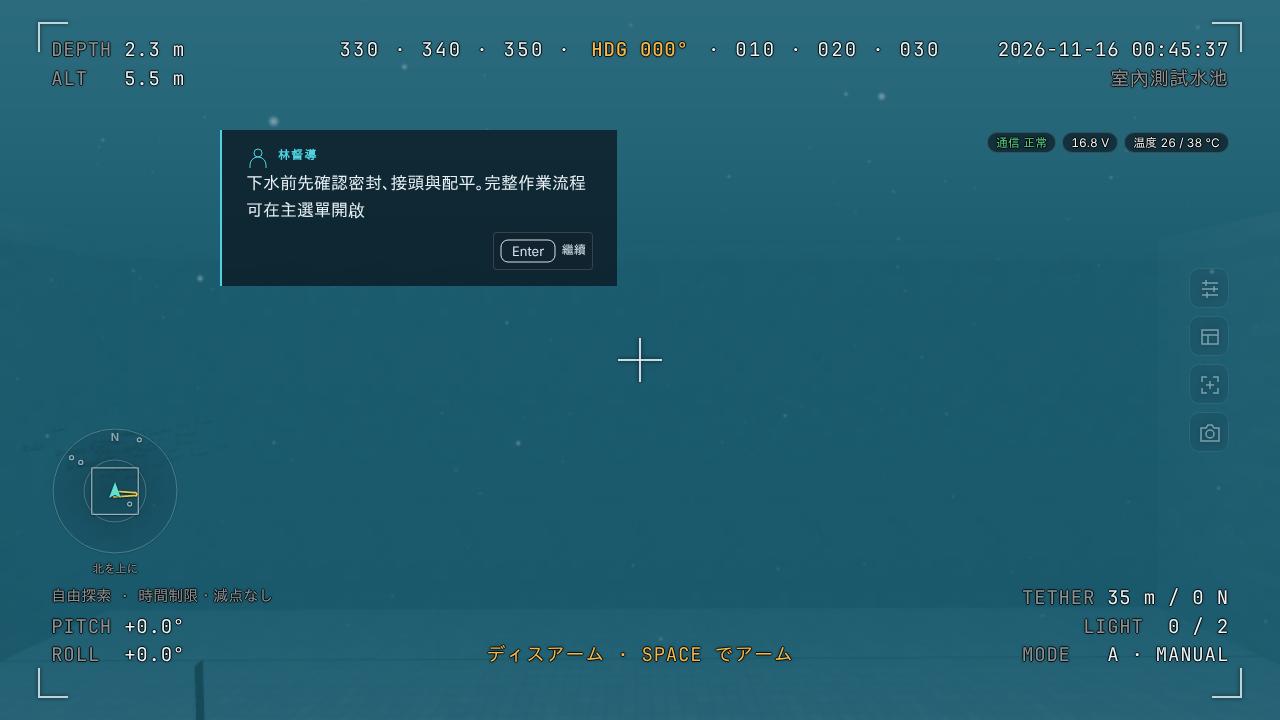 DEPTH 2.3 m
ALT 5.5 m
330 · 340 · 350 · HDG 000° · 010 · 020 · 030
2026-11-16 00:45:37
室內測試水池
通信 正常
16.8 V
温度 26 / 38 °C
林督導
下水前先確認密封、接頭與配平。完整作業流程
可在主選單開啟
Enter 繼續
N
北を上に
自由探索 · 時間制限・減点なし
PITCH +0.0°
ROLL +0.0°
ディスアーム · SPACE でアーム
TETHER 35 m / 0 N
LIGHT 0 / 2
MODE A · MANUAL